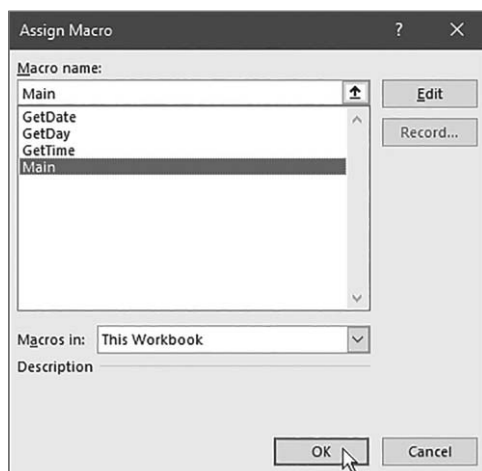 Assign Macro ? ×
Macro name:
Main
Edit
GetDate
GetDay
GetTime
Main
Record...
Macros in: This Workbook
Description
OK Cancel